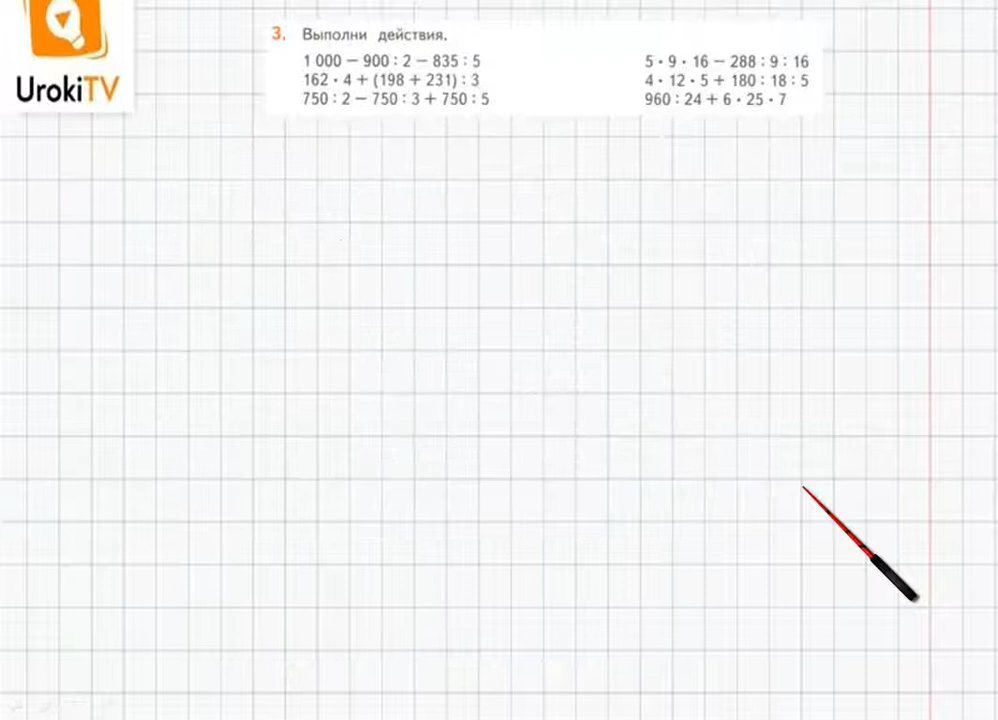 UrokiTV
3. Выполни действия.
1 000 − 900 : 2 − 835 : 5
162 · 4 + (198 + 231) : 3
750 : 2 − 750 : 3 + 750 : 5
5 · 9 · 16 − 288 : 9 : 16
4 · 12 · 5 + 180 : 18 : 5
960 : 24 + 6 · 25 · 7